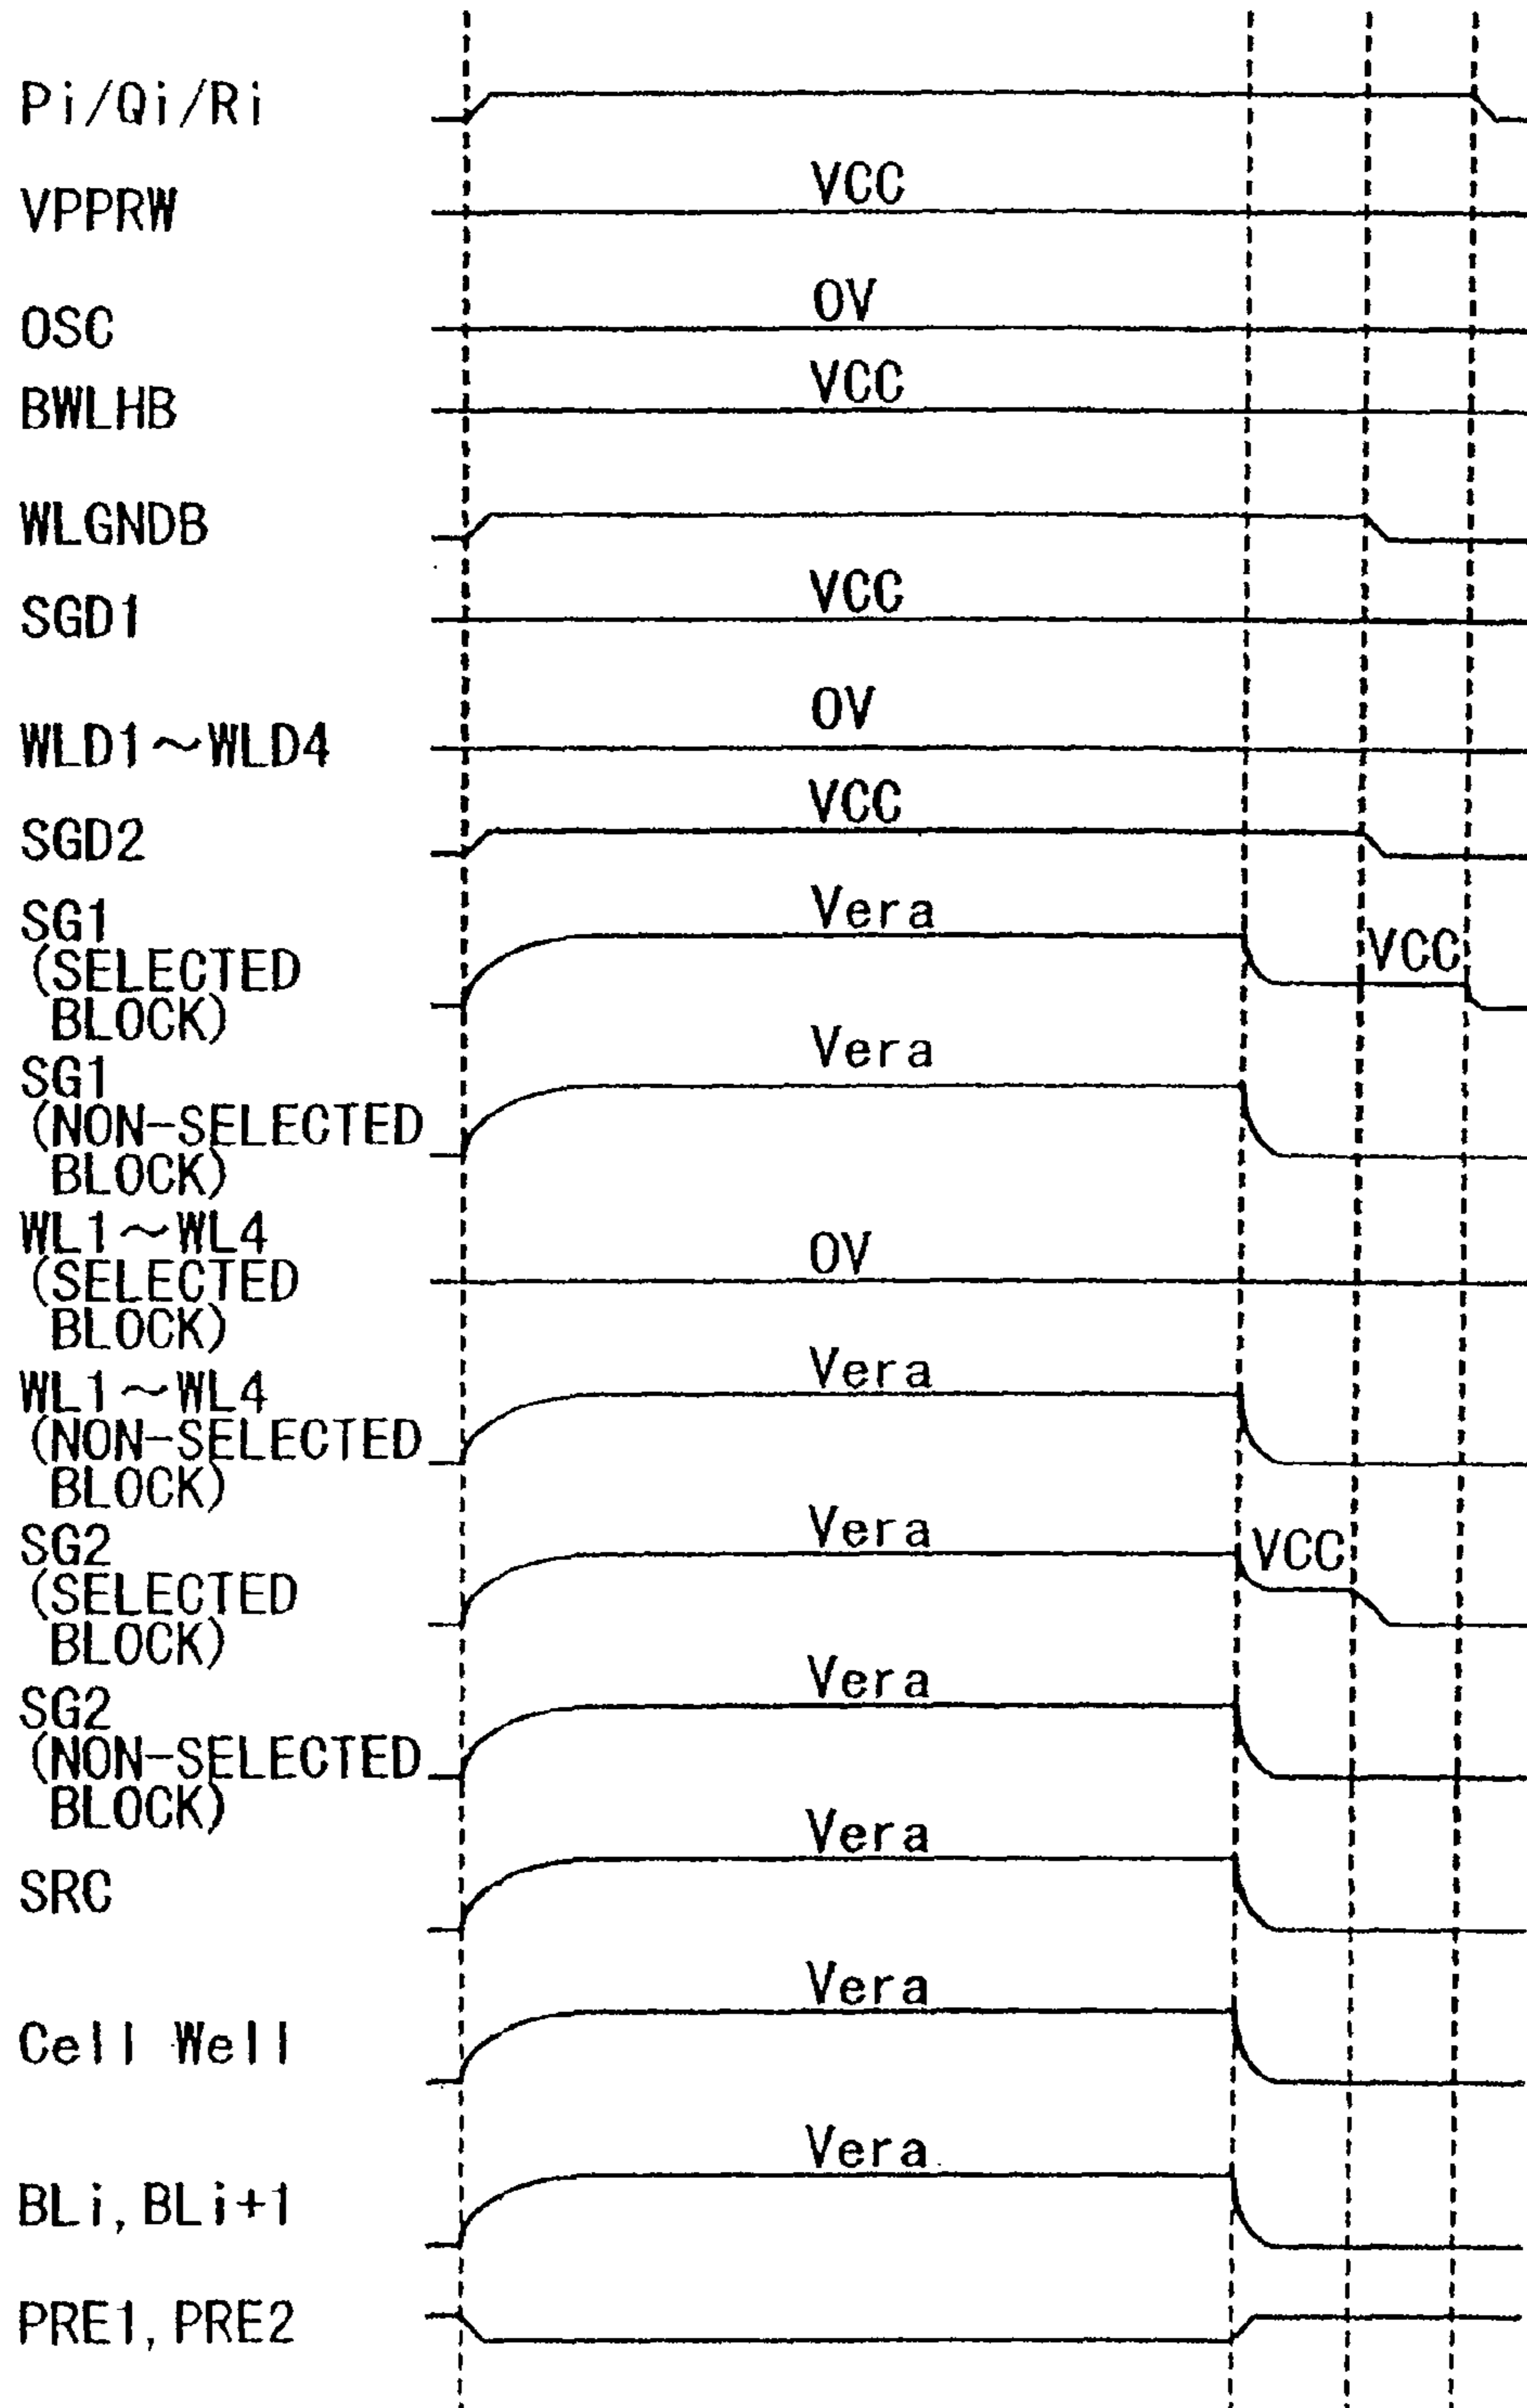 Pi/Qi/Ri
VPPRW
VCC
OSC
0V
BWLHB
VCC
WLGNDB
SGD1
VCC
WLD1~WLD4
0V
SGD2
VCC
SG1
(SELECTED
BLOCK)
Vera
VCC
SG1
(NON-SELECTED
BLOCK)
Vera
WL1~WL4
(SELECTED
BLOCK)
0V
WL1~WL4
(NON-SELECTED
BLOCK)
Vera
SG2
(SELECTED
BLOCK)
Vera
VCC
SG2
(NON-SELECTED
BLOCK)
Vera
SRC
Vera
Cell Well
Vera
BLi, BLi+1
Vera
PRE1, PRE2